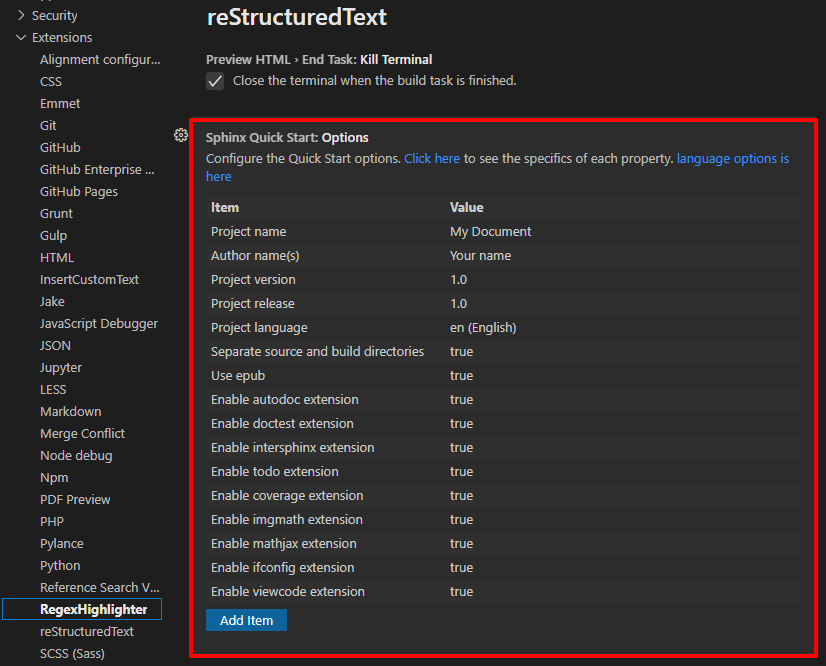 Security
Extensions
Alignment configur...
CSS
Emmet
Git
GitHub
GitHub Enterprise ...
GitHub Pages
Grunt
Gulp
HTML
InsertCustomText
Jake
JavaScript Debugger
JSON
Jupyter
LESS
Markdown
Merge Conflict
Node debug
Npm
PDF Preview
PHP
Pylance
Python
Reference Search V...
RegexHighlighter
reStructuredText
SCSS (Sass)
reStructuredText
Preview HTML › End Task: Kill Terminal
Close the terminal when the build task is finished.
Sphinx Quick Start: Options
Configure the Quick Start options. Click here to see the specifics of each property. language options is
here
Item Value
Project name My Document
Author name(s) Your name
Project version 1.0
Project release 1.0
Project language en (English)
Separate source and build directories true
Use epub true
Enable autodoc extension true
Enable doctest extension true
Enable intersphinx extension true
Enable todo extension true
Enable coverage extension true
Enable imgmath extension true
Enable mathjax extension true
Enable ifconfig extension true
Enable viewcode extension true
Add Item